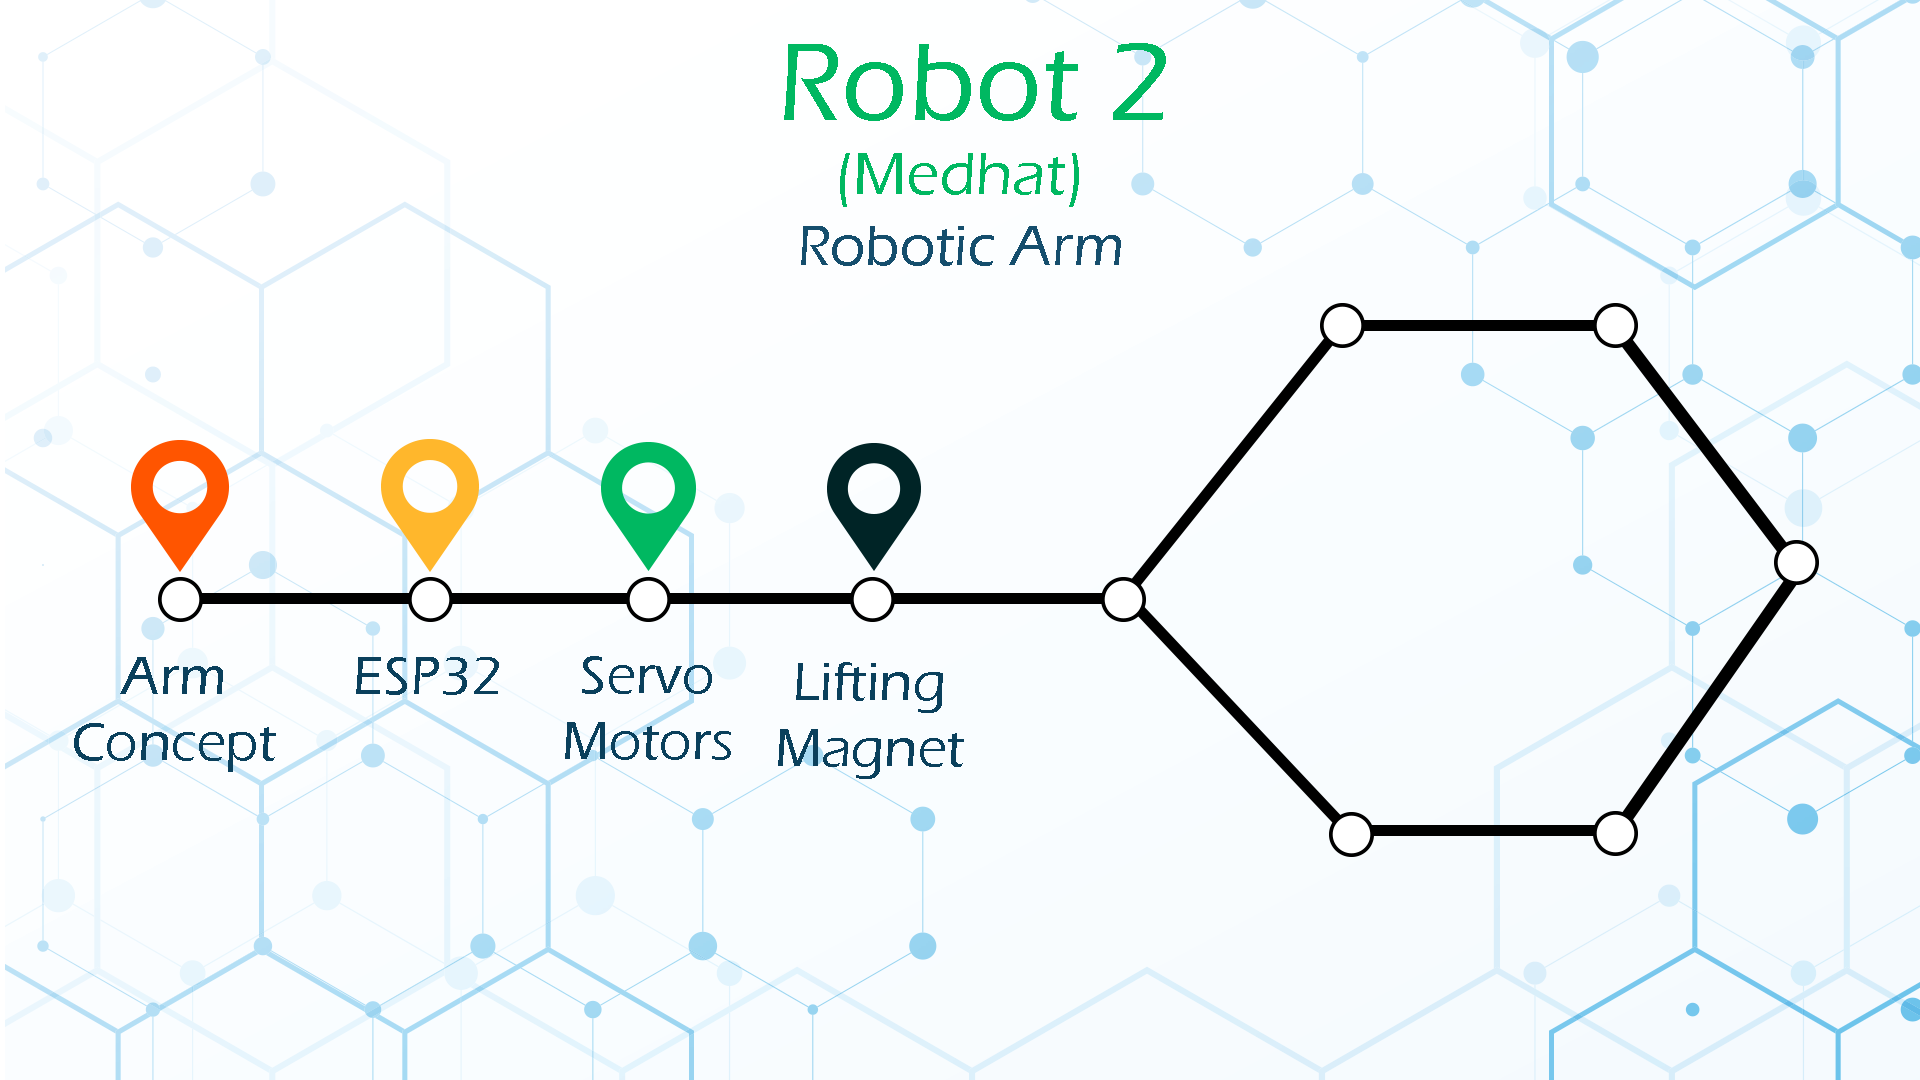 Robot 2
(Medhat)
Robotic Arm
Arm
Concept
ESP32
Servo
Motors
Lifting
Magnet